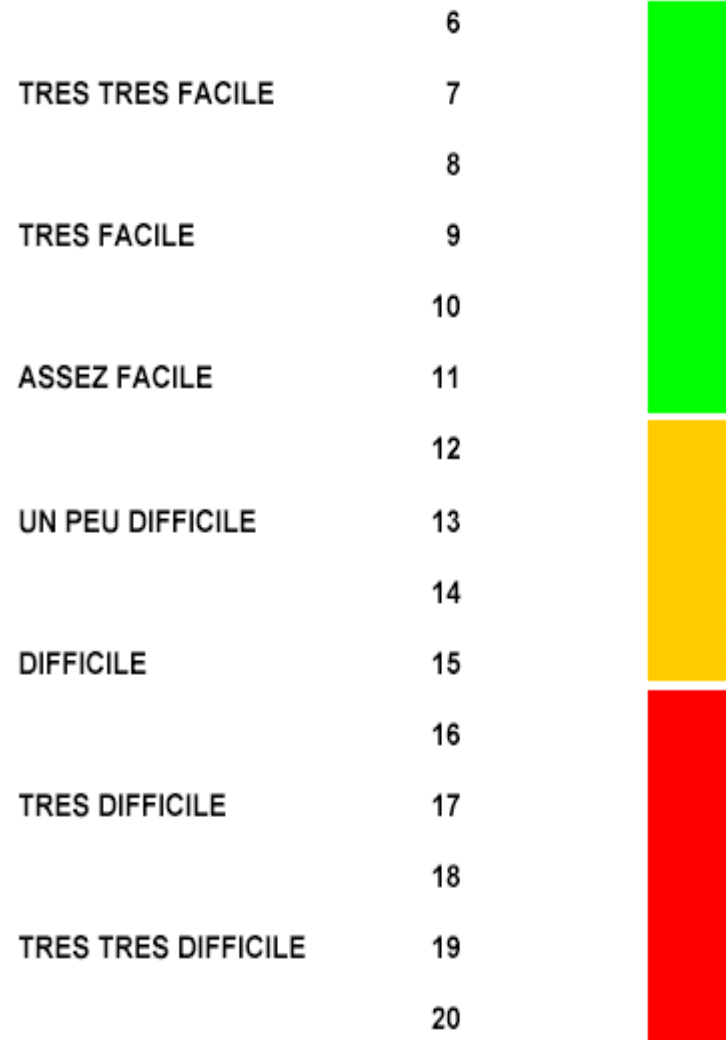 6
TRES TRES FACILE 7
8
TRES FACILE 9
10
ASSEZ FACILE 11
12
UN PEU DIFFICILE 13
14
DIFFICILE 15
16
TRES DIFFICILE 17
18
TRES TRES DIFFICILE 19
20